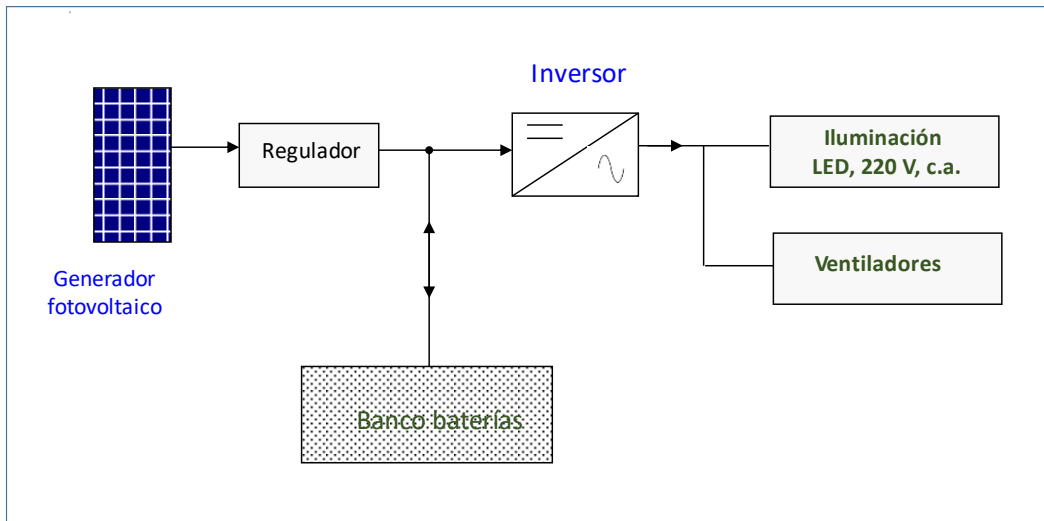 Inversor
Regulador
Iluminación
LED, 220 V, c.a.
Ventiladores
Generador
fotovoltaico
Banco baterías